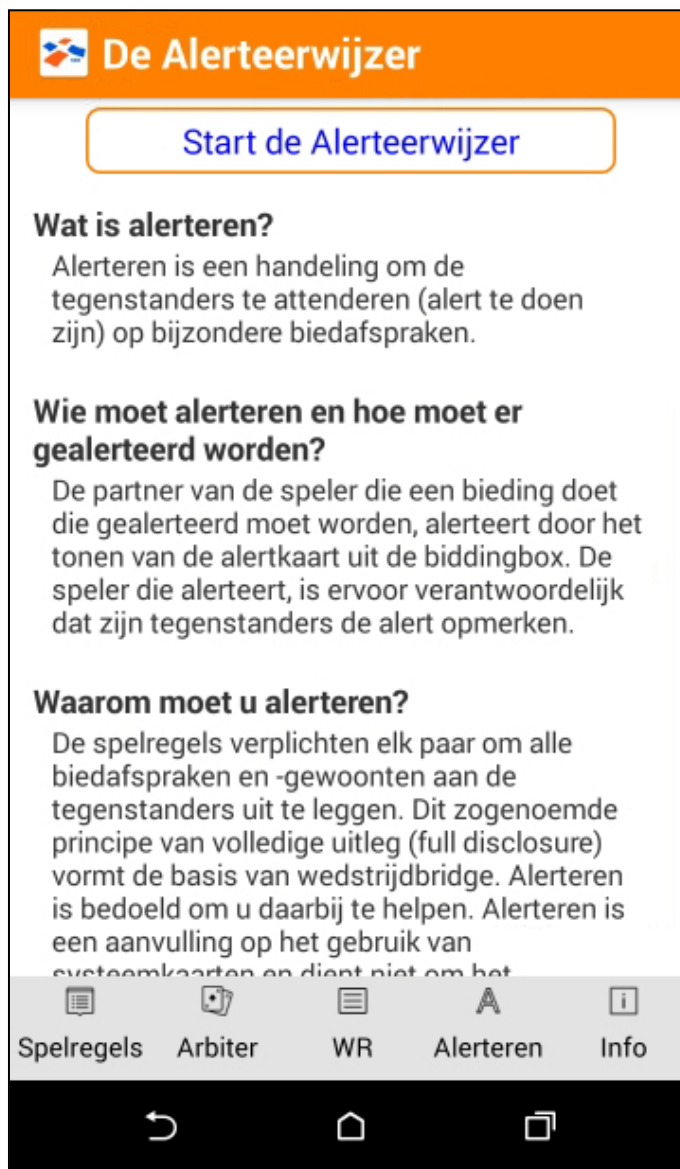 De Alerteerwijzer
Start de Alerteerwijzer
Wat is alerteren?
Alerteren is een handeling om de
tegenstanders te attenderen (alert te doen
zijn) op bijzondere biedafspraken.
Wie moet alerteren en hoe moet er
gealerteerd worden?
De partner van de speler die een bieding doet
die gealerteerd moet worden, alerteert door het
tonen van de alertkaart uit de biddingbox. De
speler die alerteert, is ervoor verantwoordelijk
dat zijn tegenstanders de alert opmerken.
Waarom moet u alerteren?
De spelregels verplichten elk paar om alle
biedafspraken en -gewoonten aan de
tegenstanders uit te leggen. Dit zogenoemde
principe van volledige uitleg (full disclosure)
vormt de basis van wedstrijdbridge. Alerteren
is bedoeld om u daarbij te helpen. Alerteren is
een aanvulling op het gebruik van
systeemkaarten en dient niet om het
Spelregels Arbiter WR Alerteren Info